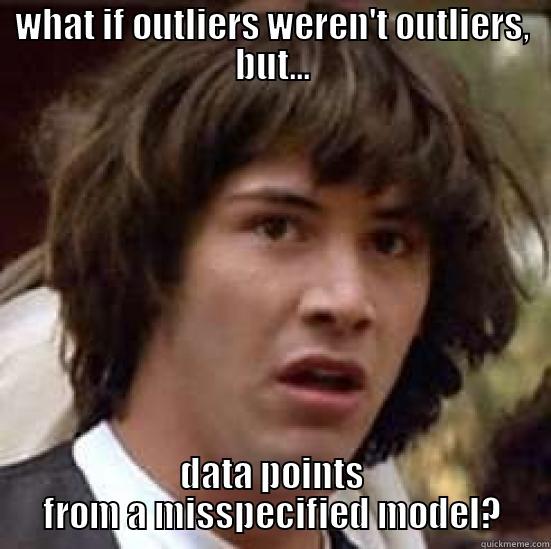 what if outliers weren't outliers,
but...
data points
from a misspecified model?
quickmeme.com